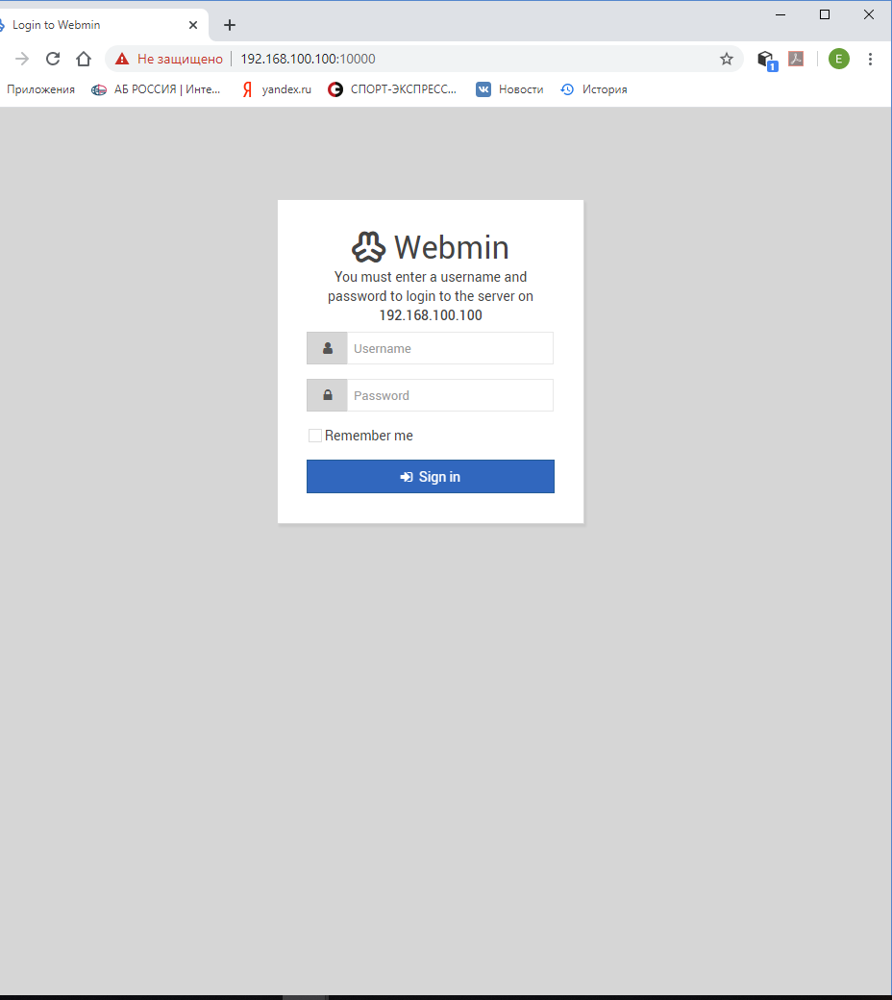 Login to Webmin
Не защищено 192.168.100.100:10000
1
E
Приложения АБ РОССИЯ | Инте... yandex.ru СПОРТ-ЭКСПРЕСС... Новости История
Webmin
You must enter a username and
password to login to the server on
192.168.100.100
Username
Password
Remember me
Sign in